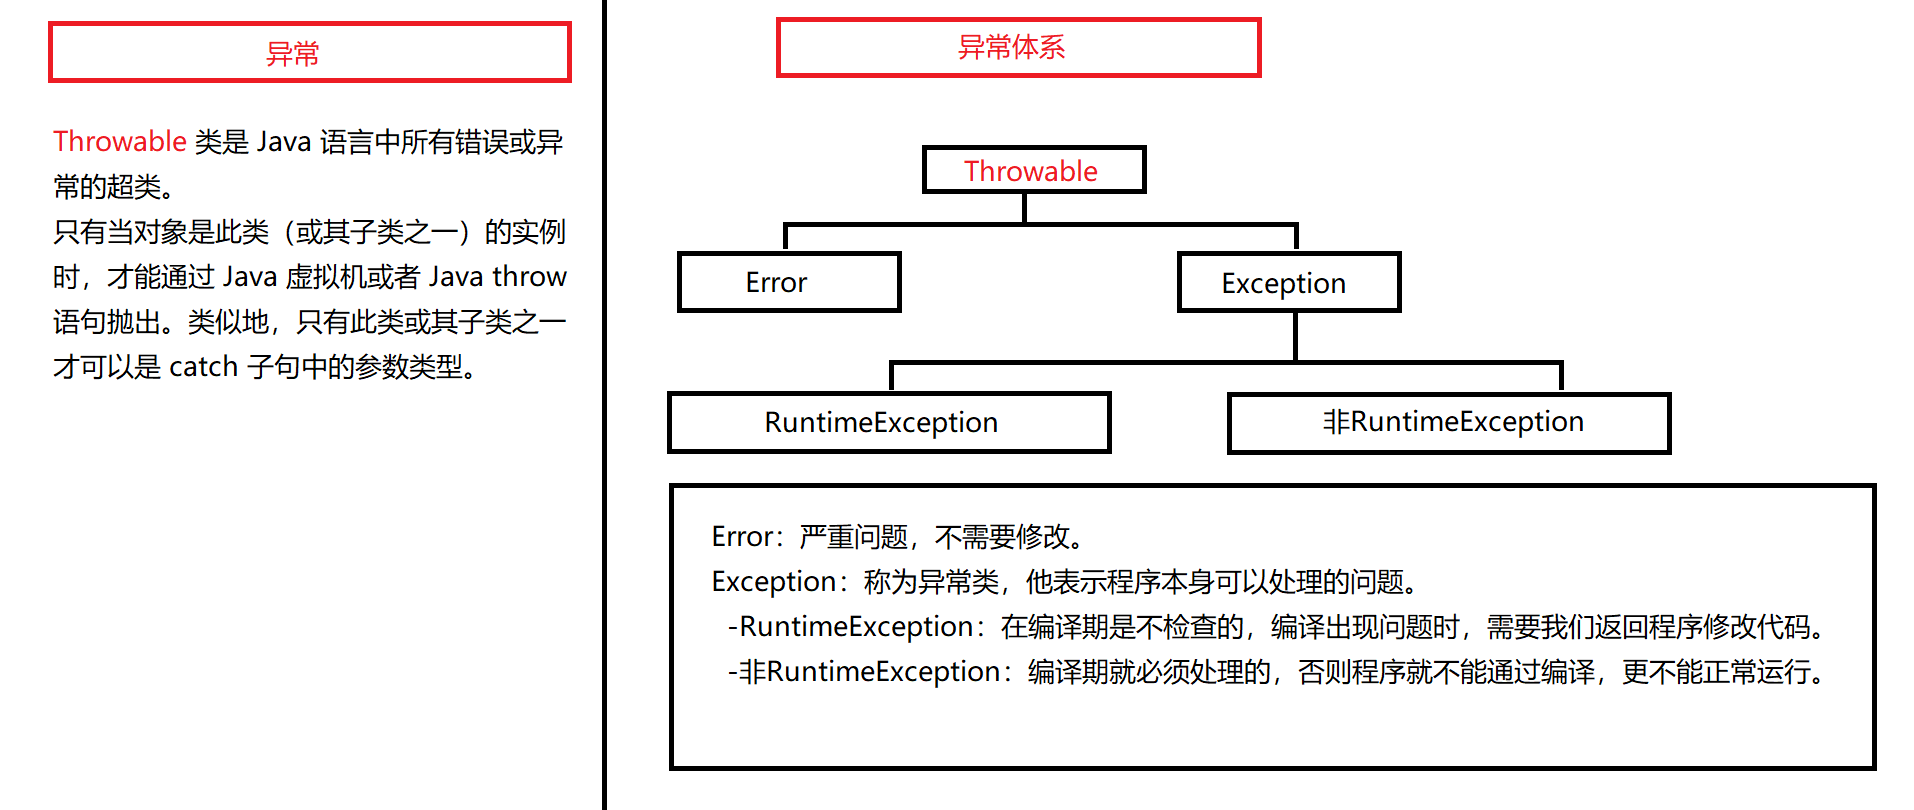 异常
Throwable 类是 Java 语言中所有错误或异
常的超类。
只有当对象是此类（或其子类之一）的实例
时，才能通过 Java 虚拟机或者 Java throw
语句抛出。类似地，只有此类或其子类之一
才可以是 catch 子句中的参数类型。
异常体系
Throwable
Error
Exception
RuntimeException
非RuntimeException
Error：严重问题，不需要修改。
Exception：称为异常类，他表示程序本身可以处理的问题。
-RuntimeException：在编译期是不检查的，编译出现问题时，需要我们返回程序修改代码。
-非RuntimeException：编译期就必须处理的，否则程序就不能通过编译，更不能正常运行。